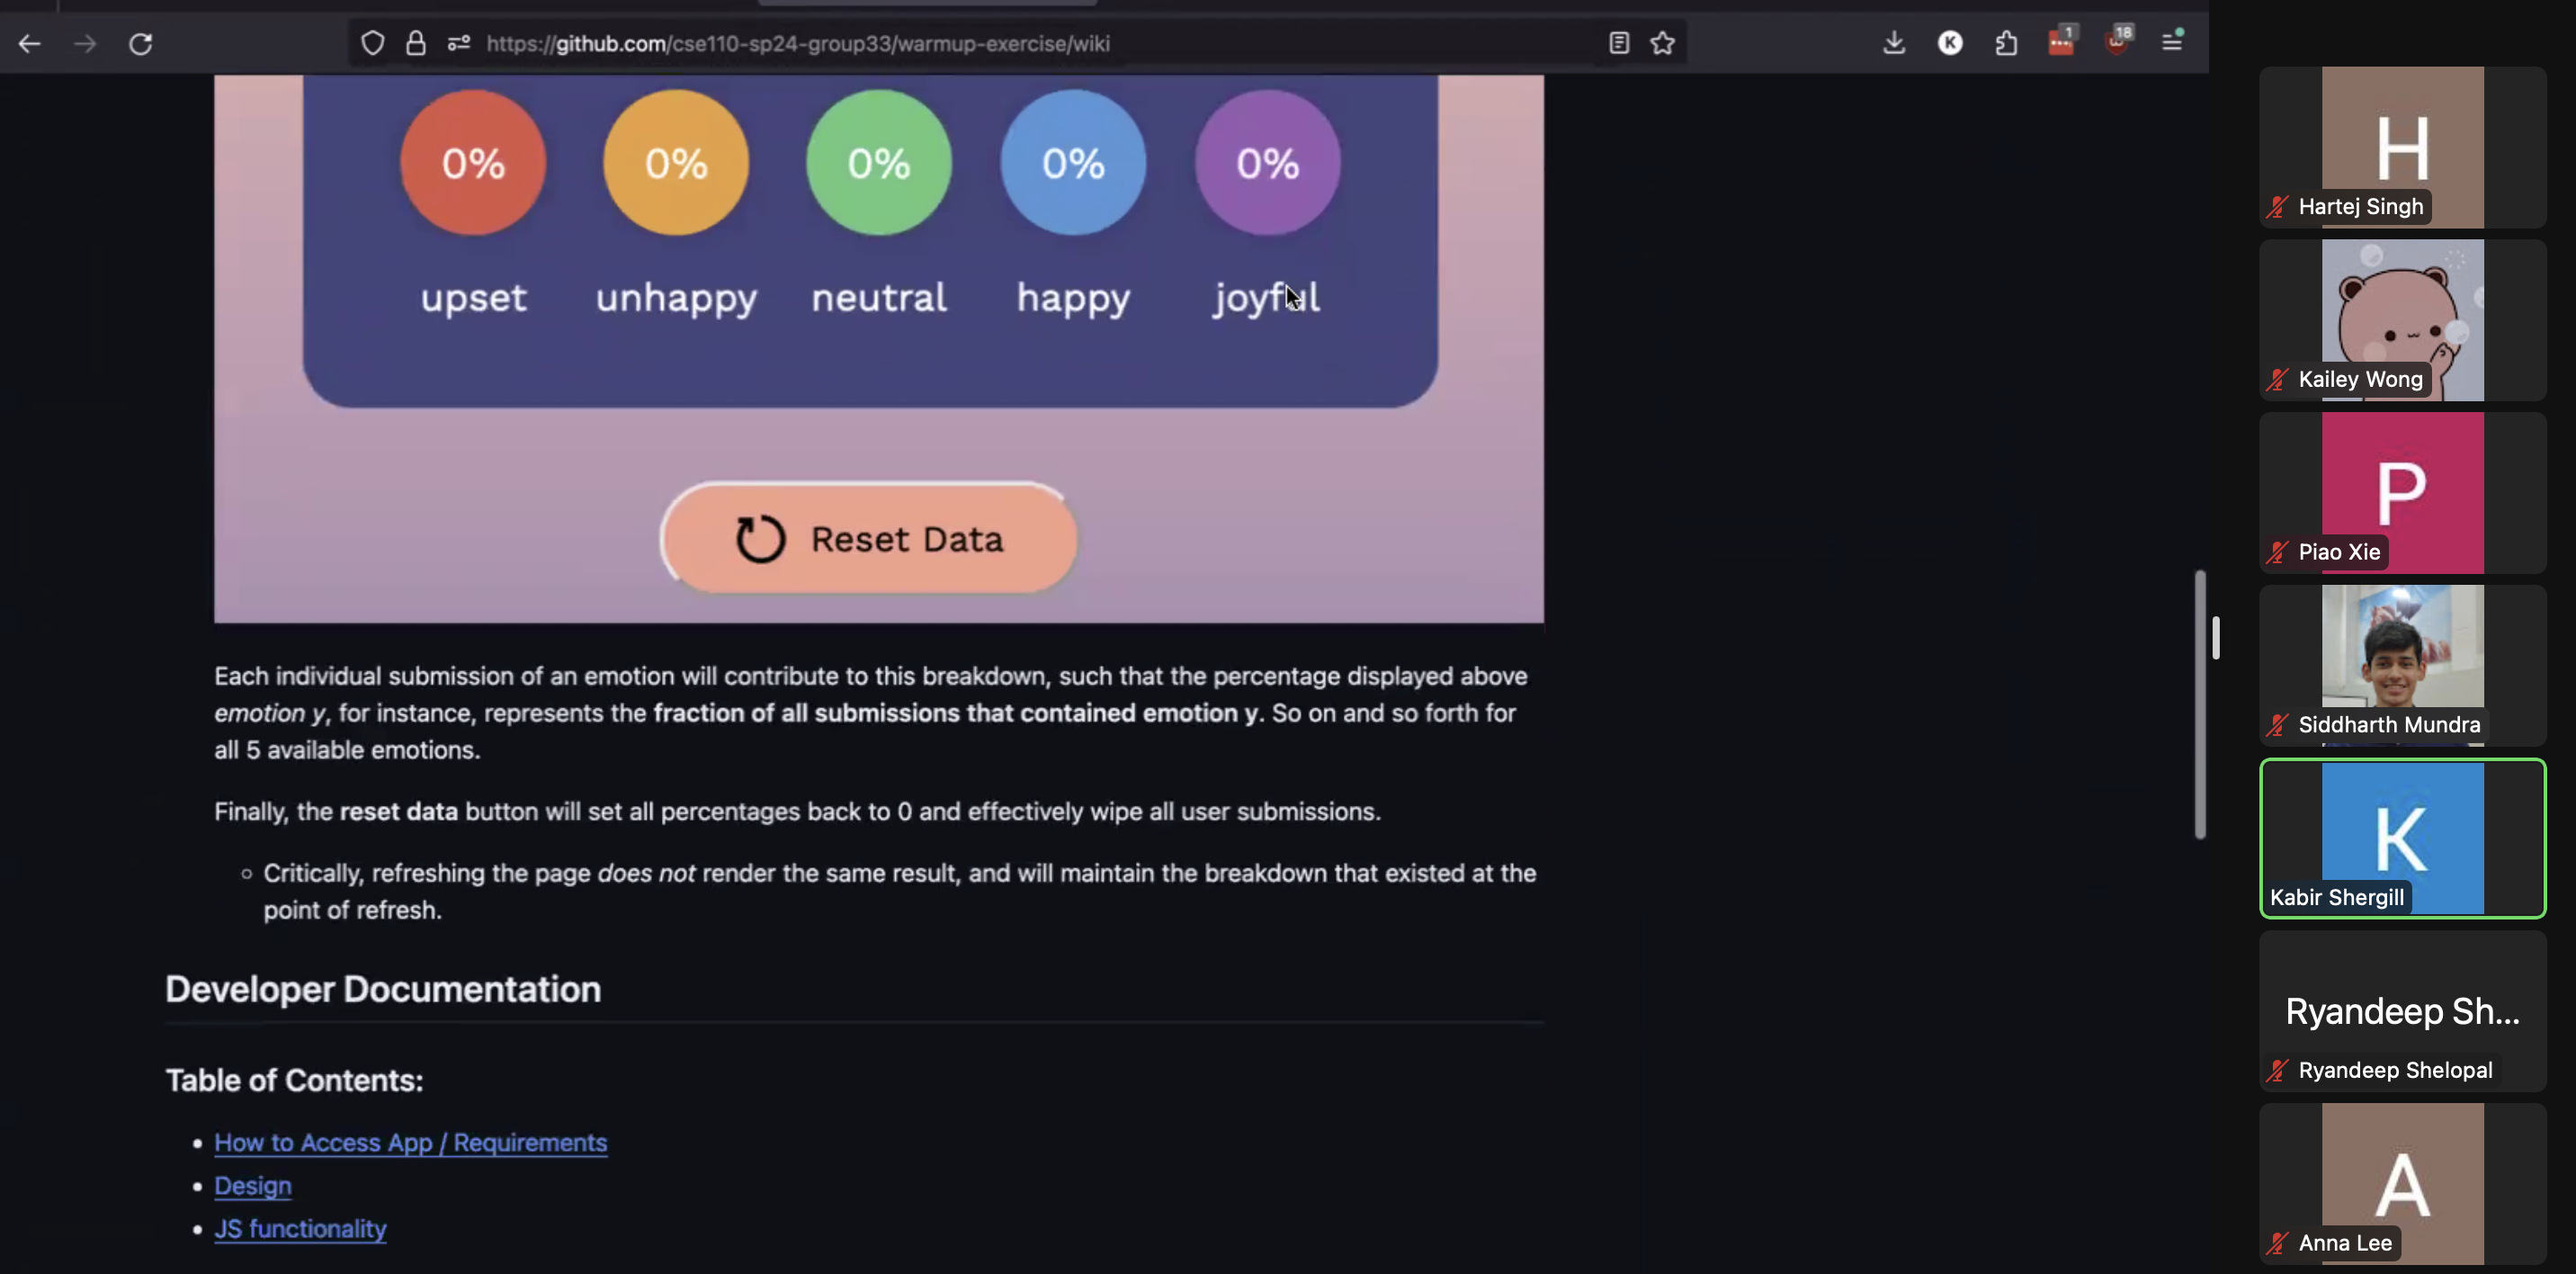 https://github.com/cse110-sp24-group33/warmup-exercise/wiki
K
1
18
0% 0% 0% 0% 0%
upset unhappy neutral happy joyful
Reset Data
Each individual submission of an emotion will contribute to this breakdown, such that the percentage displayed above
emotion y, for instance, represents the fraction of all submissions that contained emotion y. So on and so forth for
all 5 available emotions.
Finally, the reset data button will set all percentages back to 0 and effectively wipe all user submissions.
Critically, refreshing the page does not render the same result, and will maintain the breakdown that existed at the
point of refresh.
Developer Documentation
Table of Contents:
How to Access App / Requirements
Design
JS functionality
H
Hartej Singh
Kailey Wong
P
Piao Xie
Siddharth Mundra
K
Kabir Shergill
Ryandeep Sh...
Ryandeep Shelopal
A
Anna Lee